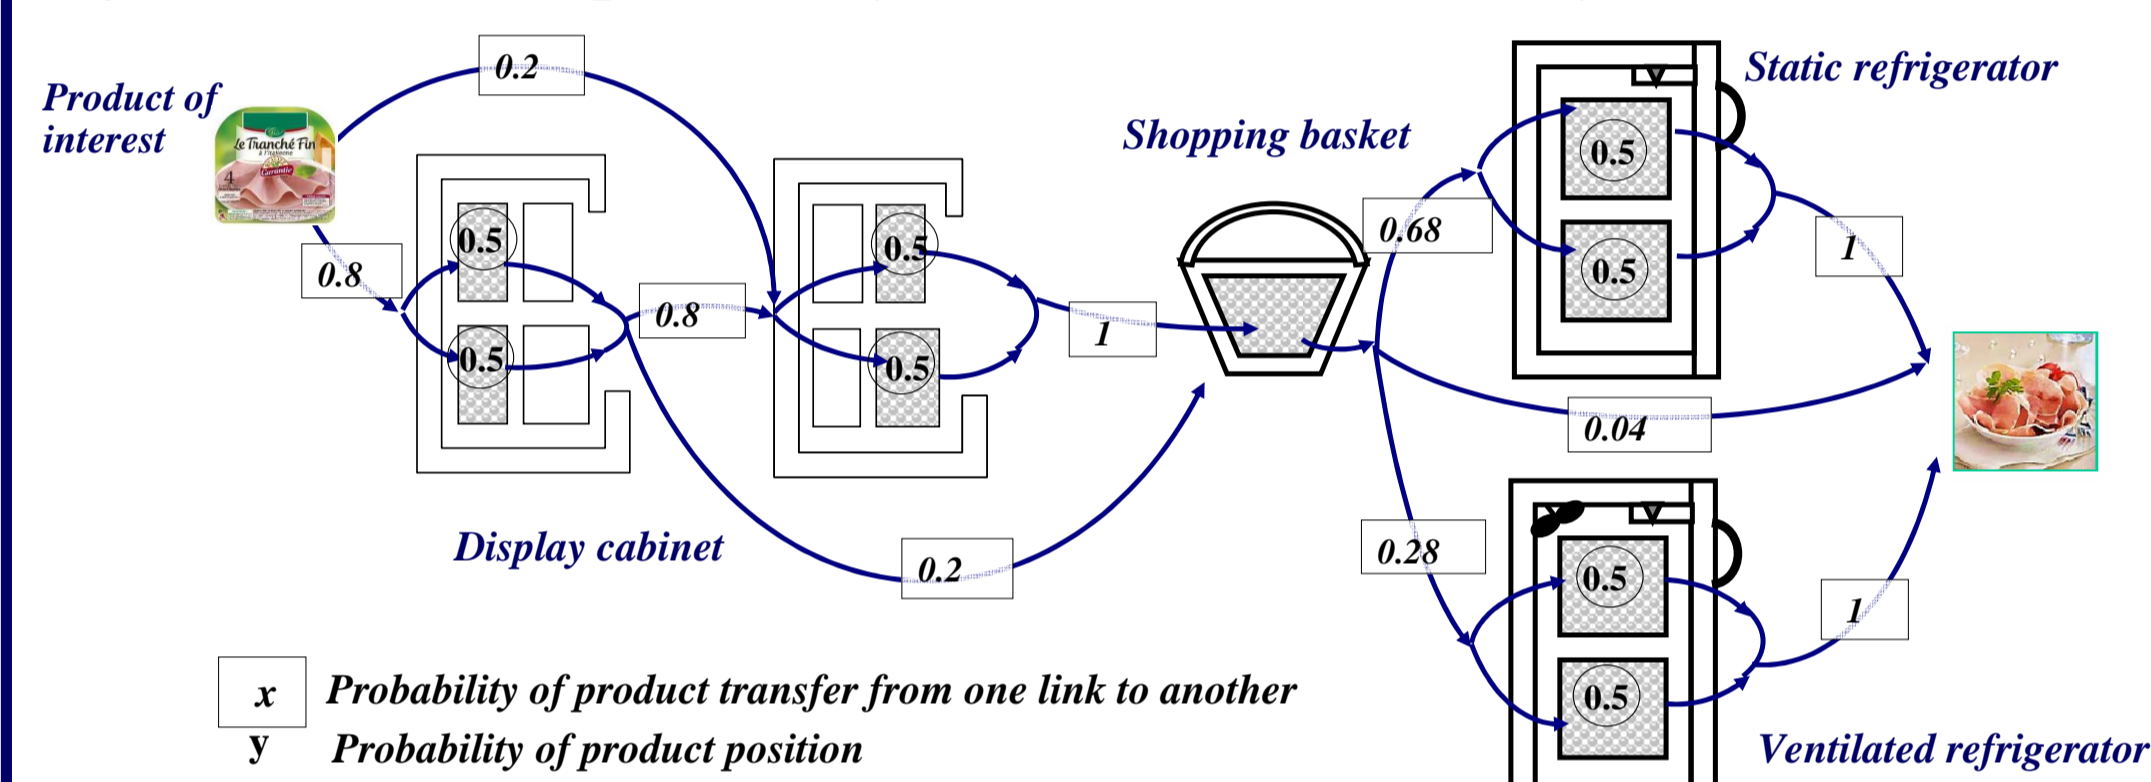 0.2
Static refrigerator
Product of
interest
Le Tranché Fin
4
Shopping basket
0.5
0.68
0.5
0.5
1
0.8
0.5
0.5
0.8
1
0.5
0.5
0.04
Display cabinet
0.28
0.2
0.5
1
x Probability of product transfer from one link to another
0.5
y Probability of product position
Ventilated refrigerator